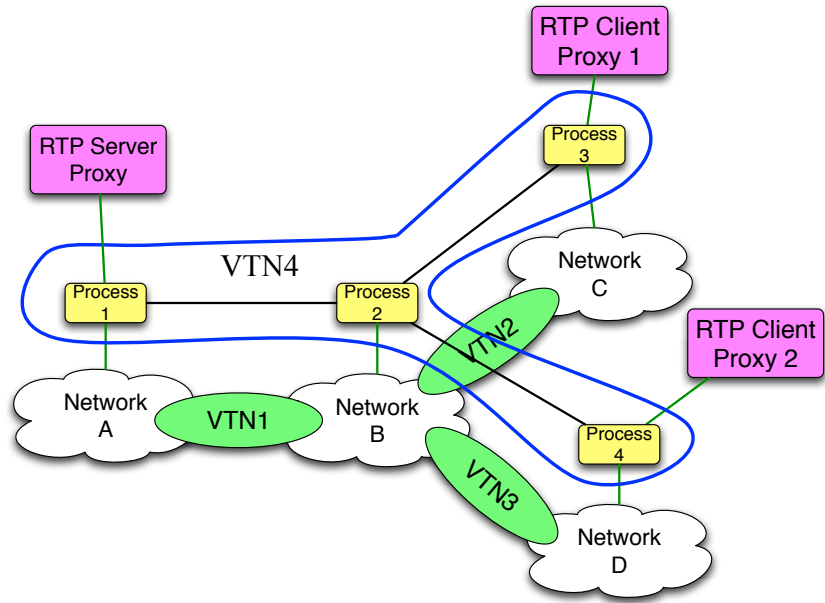 RTP Client
Proxy 1
RTP Server
Proxy
Process
3
VTN4
Process
1
Process
2
Network
C
VTN2
RTP Client
Proxy 2
Network
A
VTN1
Network
B
Process
4
VTN3
Network
D